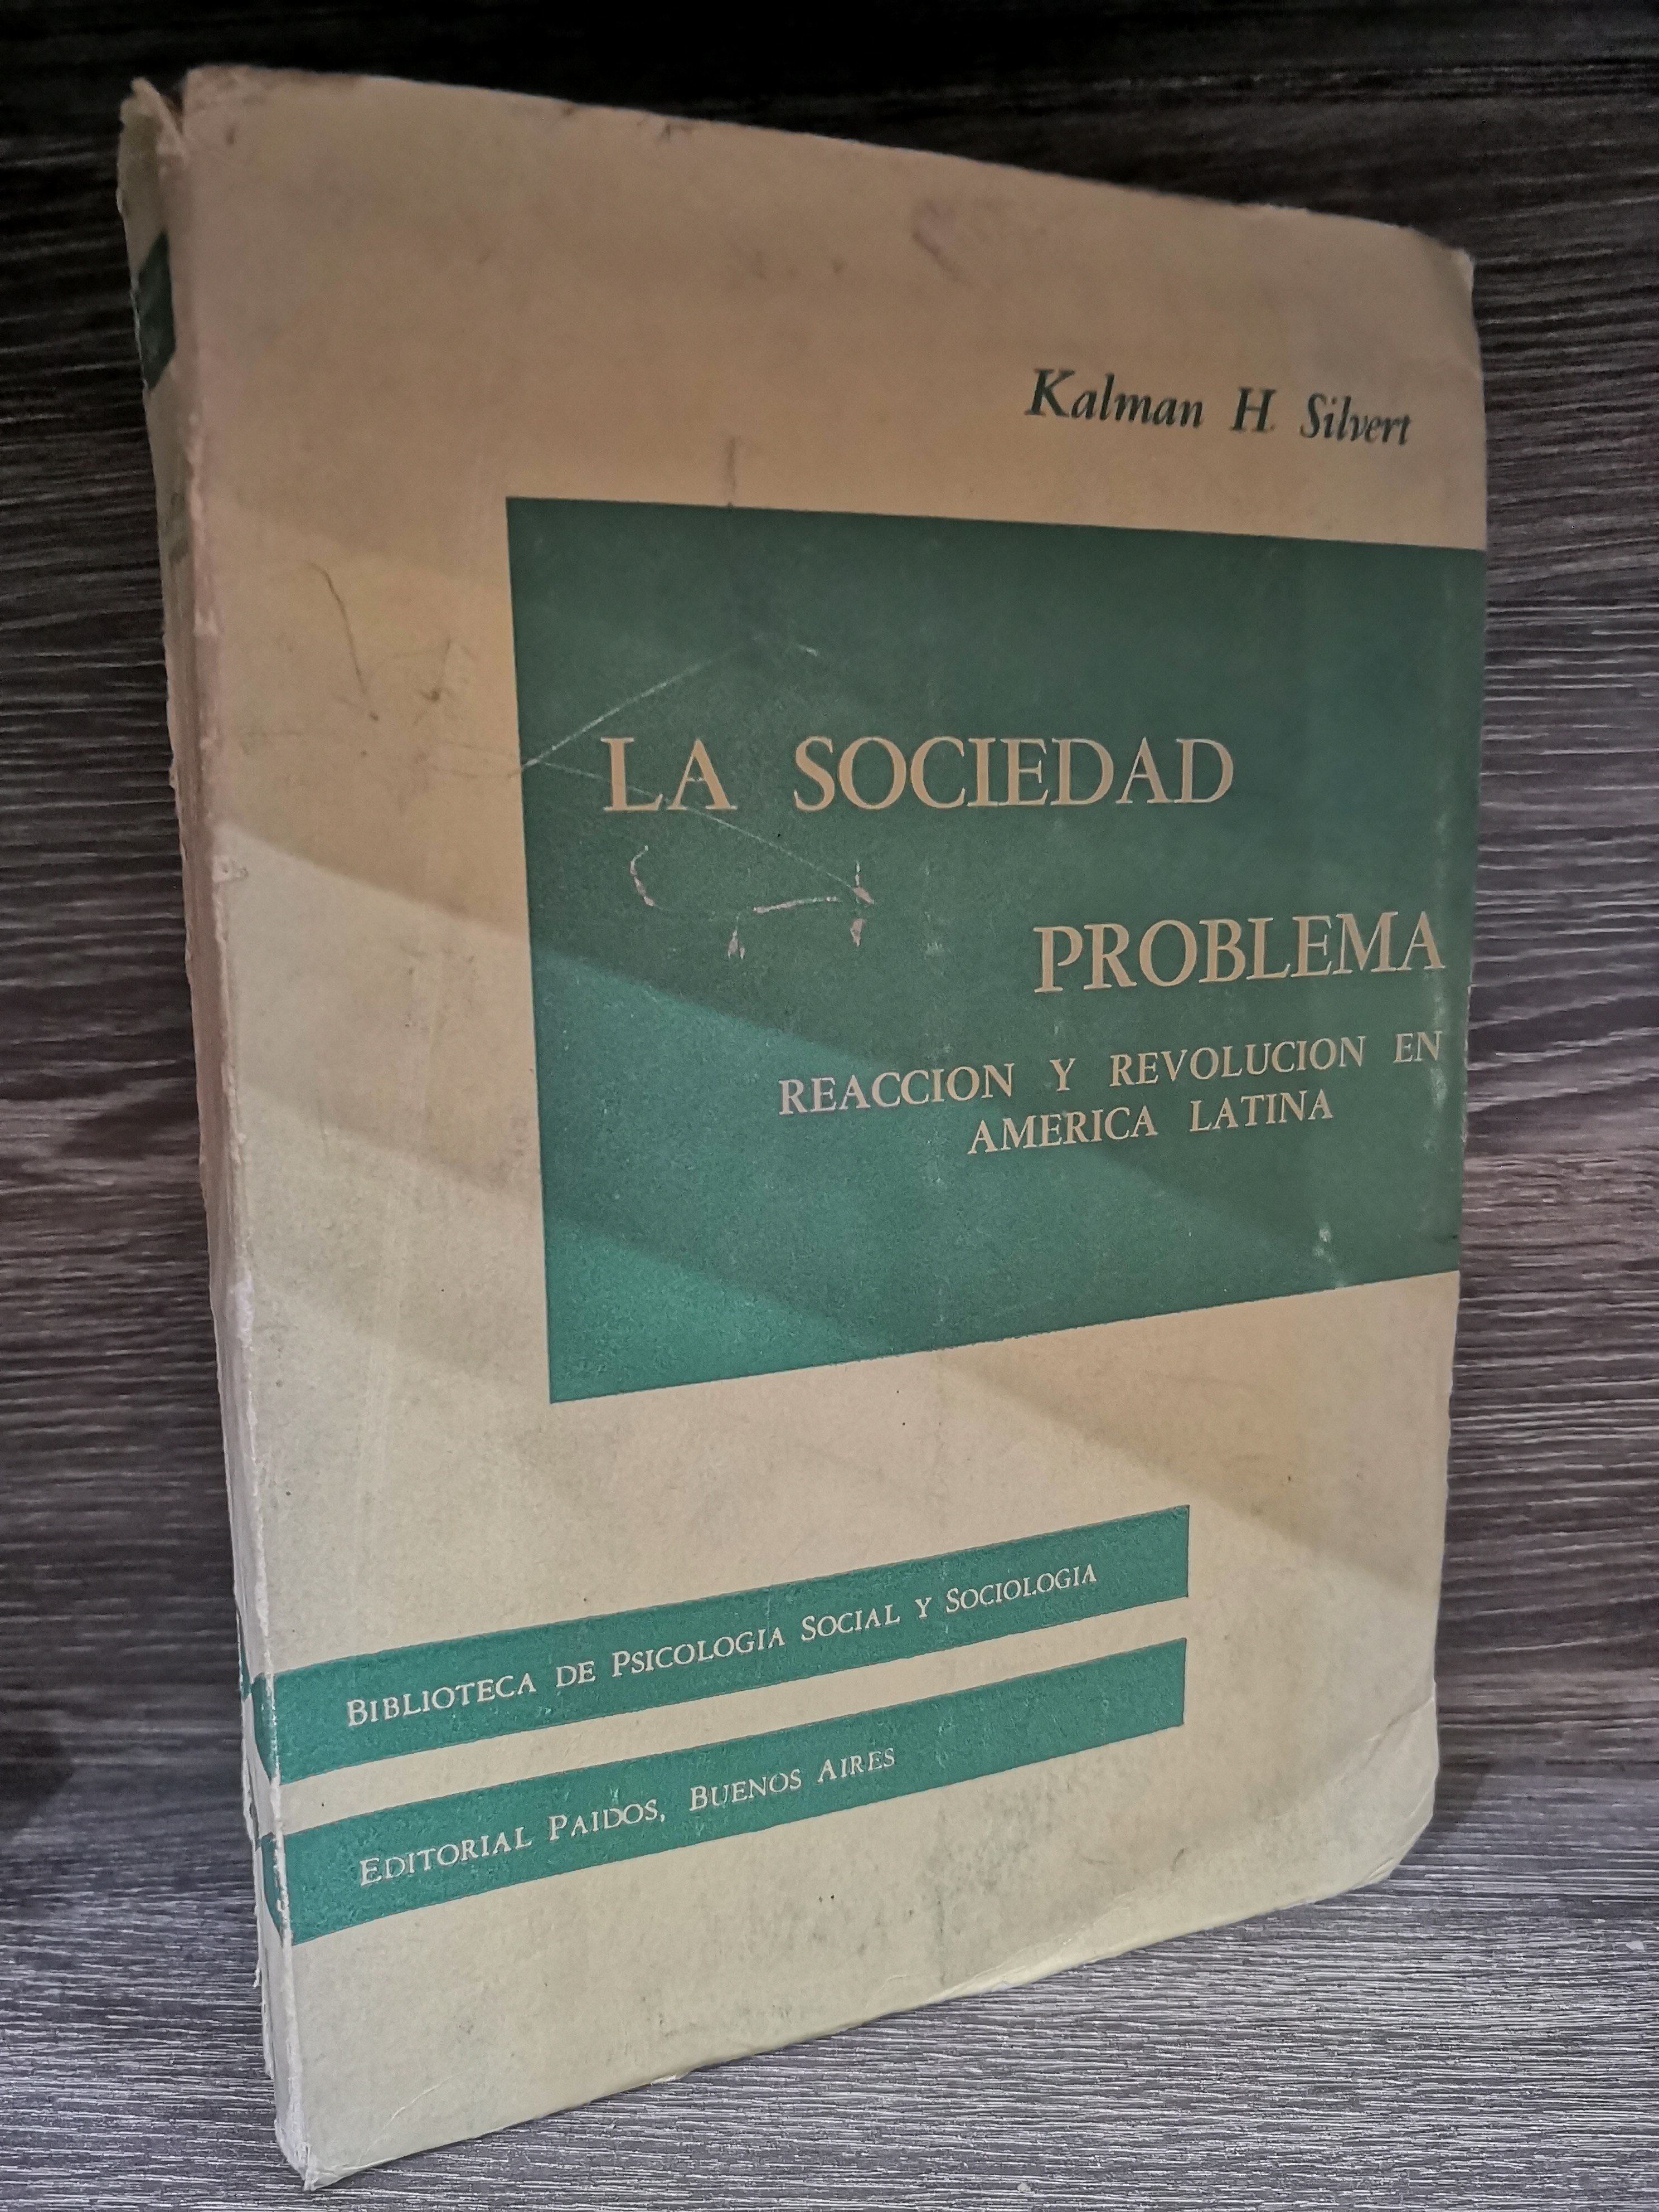 Kalman H. Silvert
LA SOCIEDAD
PROBLEMA
REACCION Y REVOLUCION EN
AMERICA LATINA
BIBLIOTECA DE PSICOLOGIA SOCIAL Y SOCIOLOGIA
EDITORIAL PAIDOS, BUENOS AIRES